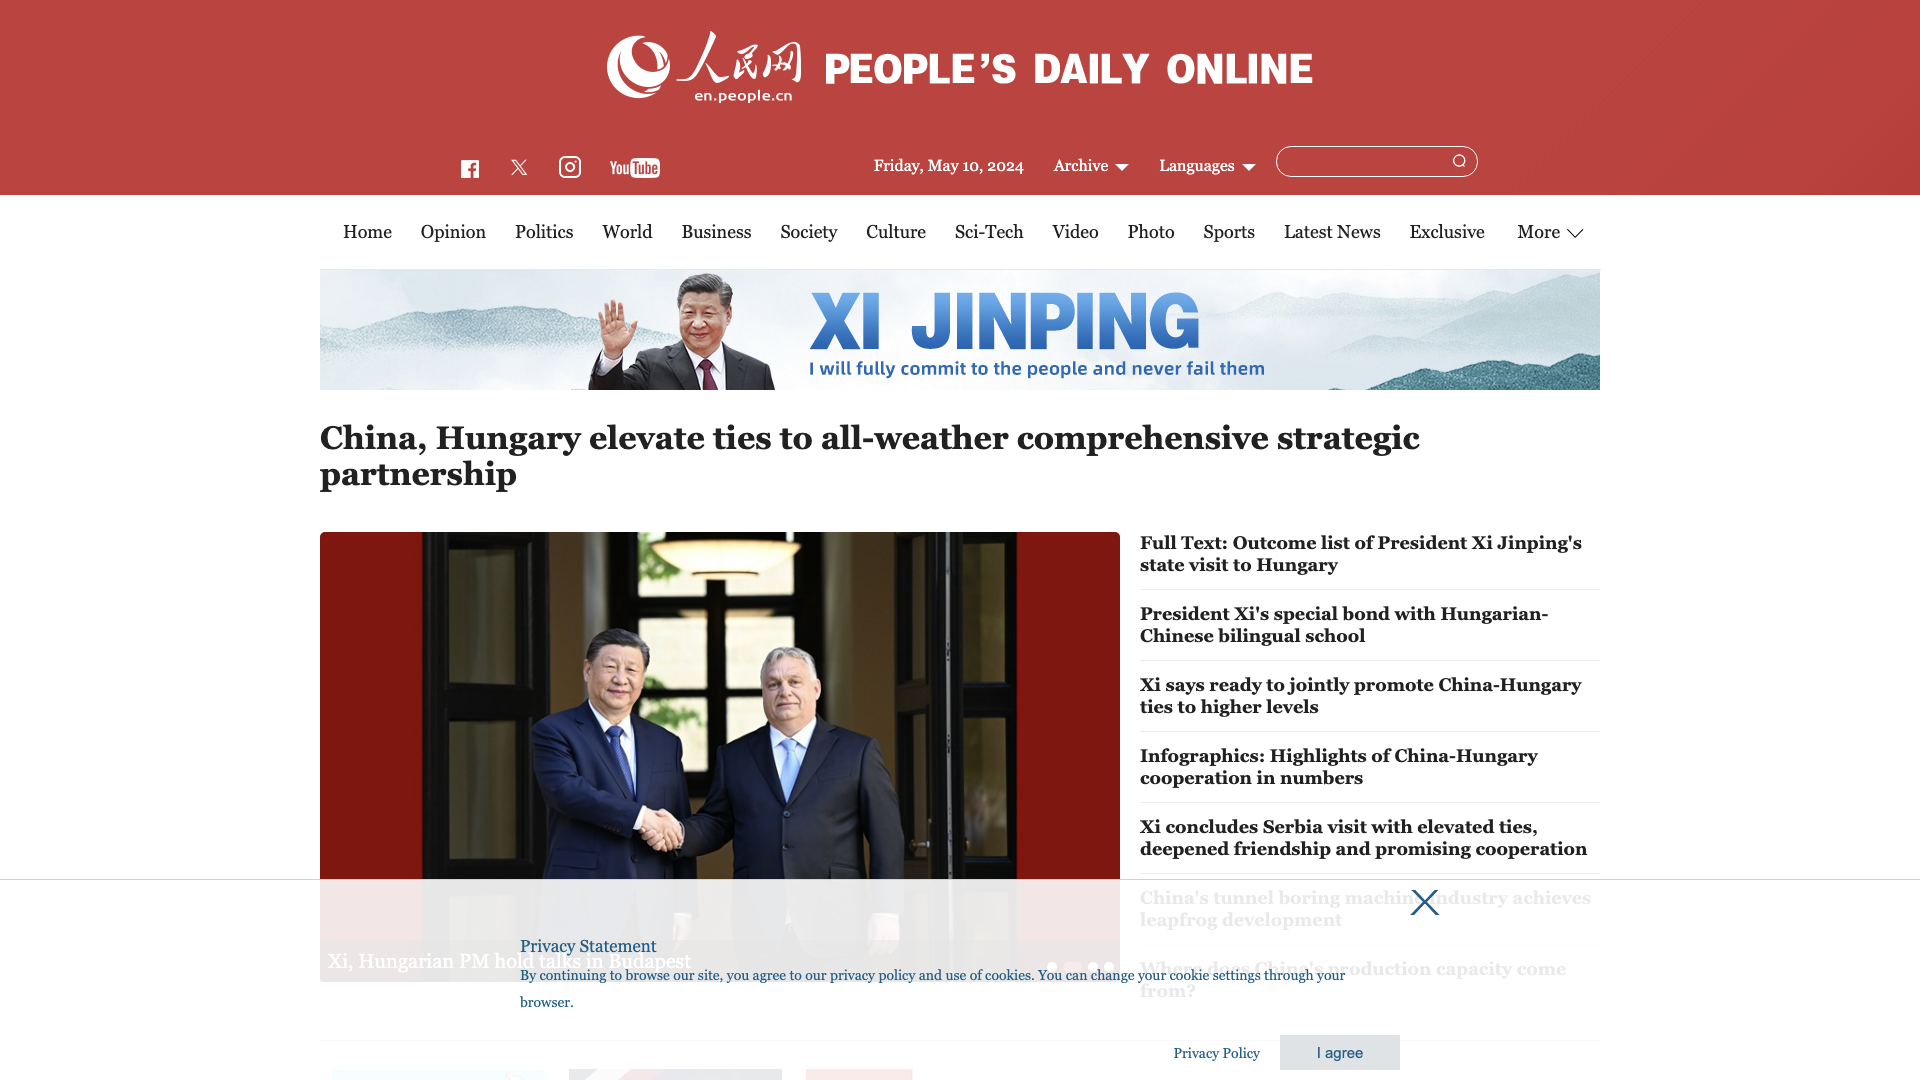 人民网
en.people.cn
PEOPLE'S DAILY ONLINE
YouTube
Friday, May 10, 2024
Archive
Languages
Home
Opinion
Politics
World
Business
Society
Culture
Sci-Tech
Video
Photo
Sports
Latest News
Exclusive
More
XI JINPING
I will fully commit to the people and never fail them
China, Hungary elevate ties to all-weather comprehensive strategic
partnership
Full Text: Outcome list of President Xi Jinping's
state visit to Hungary
President Xi's special bond with Hungarian-
Chinese bilingual school
Xi says ready to jointly promote China-Hungary
ties to higher levels
Infographics: Highlights of China-Hungary
cooperation in numbers
Xi concludes Serbia visit with elevated ties,
deepened friendship and promising cooperation
China's tunnel boring machine industry achieves
leapfrog development
Where does China's production capacity come
from?
Xi, Hungarian PM hold talks in Budapest
Privacy Statement
By continuing to browse our site, you agree to our privacy policy and use of cookies. You can change your cookie settings through your
browser.
Privacy Policy
I agree